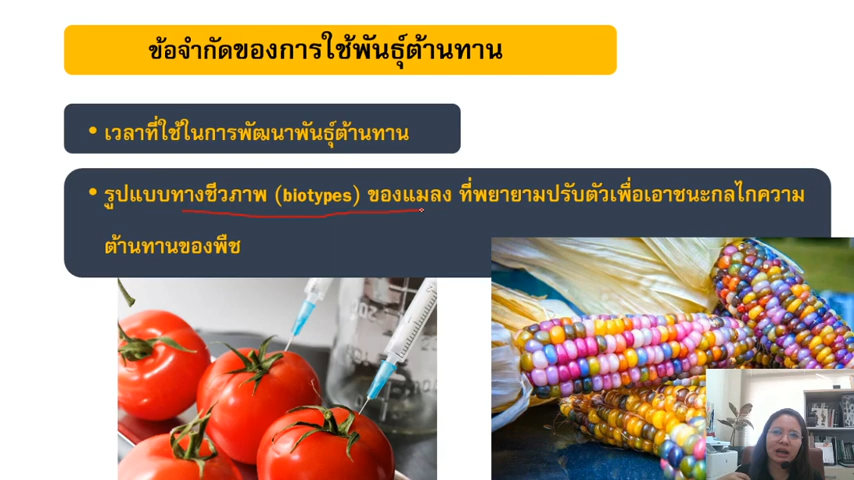 ข้อจำกัดของการใช้พันธุ์ต้านทาน
• เวลาที่ใช้ในการพัฒนาพันธุ์ต้านทาน
• รูปแบบทางชีวภาพ (biotypes) ของแมลง ที่พยายามปรับตัวเพื่อเอาชนะกลไกความ
ต้านทานของพืช